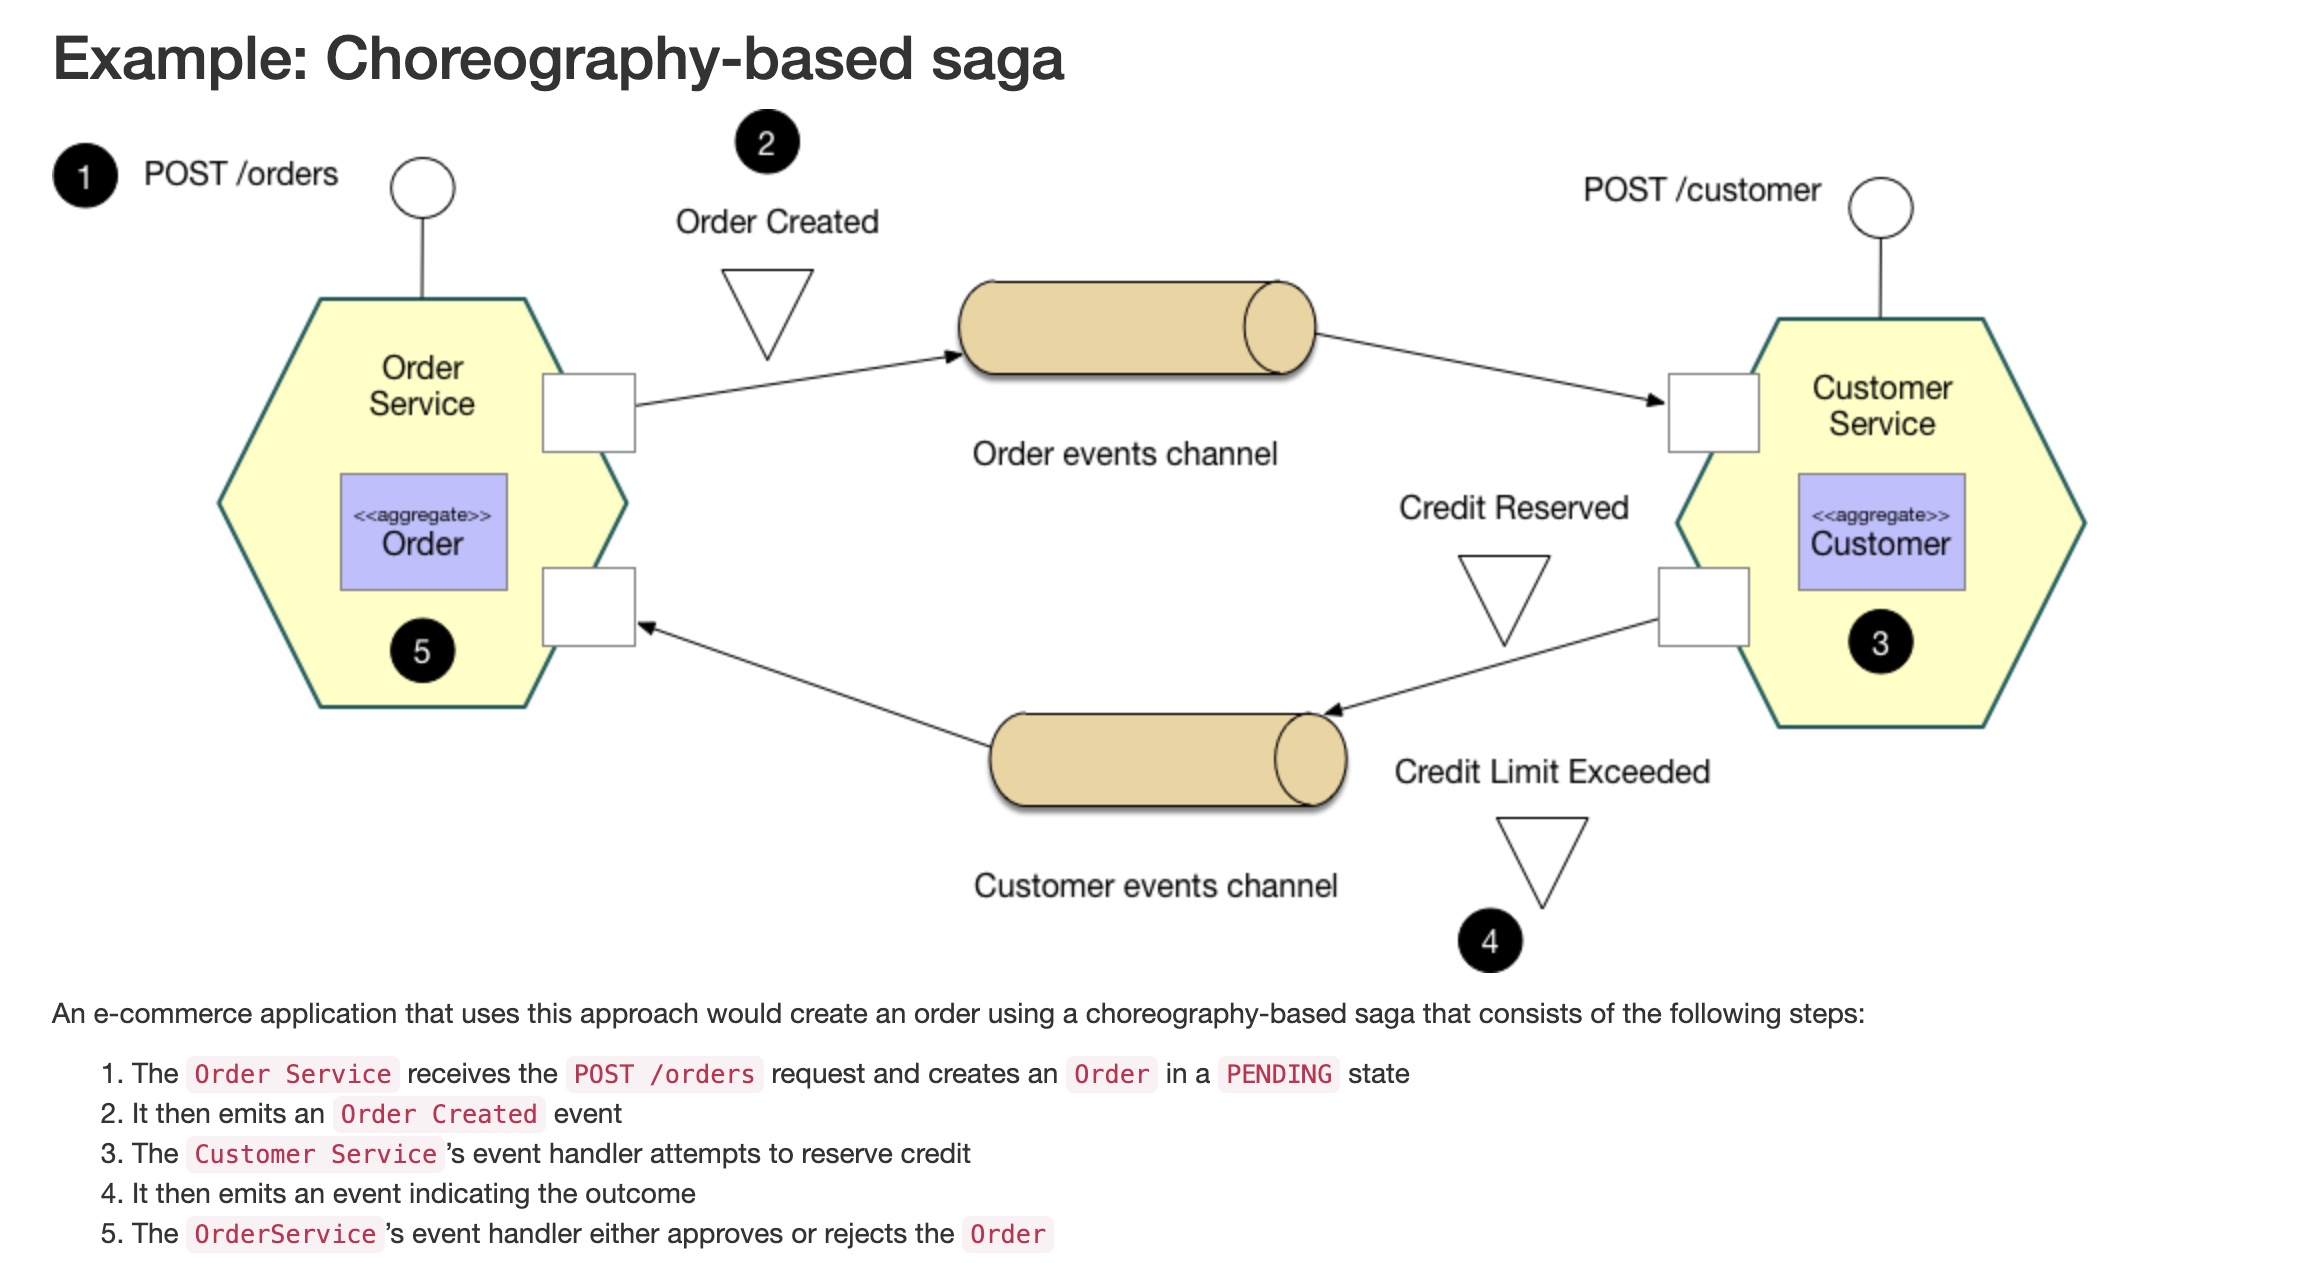 Example: Choreography-based saga
1
POST /orders
2
Order Created
POST /customer
Order
Service
Customer
Service
Order events channel
Credit Reserved
<<aggregate>>
Order
<<aggregate>>
Customer
5
3
Credit Limit Exceeded
Customer events channel
4
An e-commerce application that uses this approach would create an order using a choreography-based saga that consists of the following steps:
1. The Order Service receives the POST /orders request and creates an Order in a PENDING state
2. It then emits an Order Created event
3. The Customer Service’s event handler attempts to reserve credit
4. It then emits an event indicating the outcome
5. The OrderService’s event handler either approves or rejects the Order